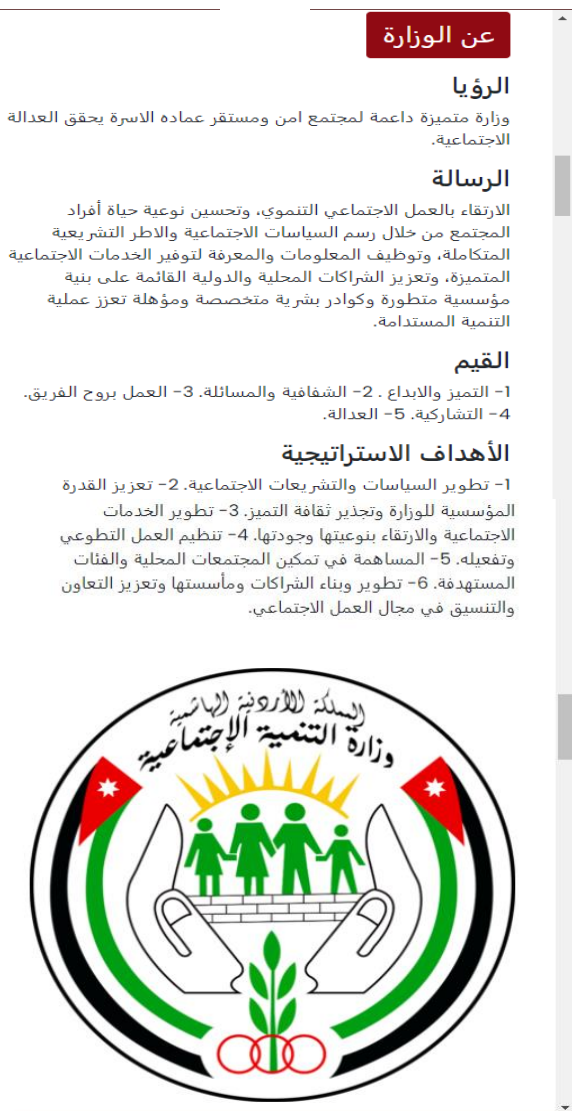 عن الوزارة
الرؤيا
وزارة متميزة داعمة لمجتمع امن ومستقر عماده الاسرة يحقق العدالة
الاجتماعية.
الرسالة
الارتقاء بالعمل الاجتماعي التنموي، وتحسين نوعية حياة أفراد
المجتمع من خلال رسم السياسات الاجتماعية والاطر التشريعية
المتكاملة، وتوظيف المعلومات والمعرفة لتوفير الخدمات الاجتماعية
المتميزة، وتعزيز الشراكات المحلية والدولية القائمة على بنية
مؤسسية متطورة وكوادر بشرية متخصصة ومؤهلة تعزز عملية
التنمية المستدامة.
القيم
1- التميز والابداع . 2- الشفافية والمسائلة. 3- العمل بروح الفريق.
4- التشاركية. 5- العدالة.
الأهداف الاستراتيجية
1- تطوير السياسات والتشريعات الاجتماعية. 2- تعزيز القدرة
المؤسسية للوزارة وتجذير ثقافة التميز. 3- تطوير الخدمات
الاجتماعية والارتقاء بنوعيتها وجودتها. 4- تنظيم العمل التطوعي
وتفعيله. 5- المساهمة في تمكين المجتمعات المحلية والفئات
المستهدفة. 6- تطوير وبناء الشراكات ومأسستها وتعزيز التعاون
والتنسيق في مجال العمل الاجتماعي.
المملكة الأردنية الهاشمية
وزارة التنمية الإجتماعية